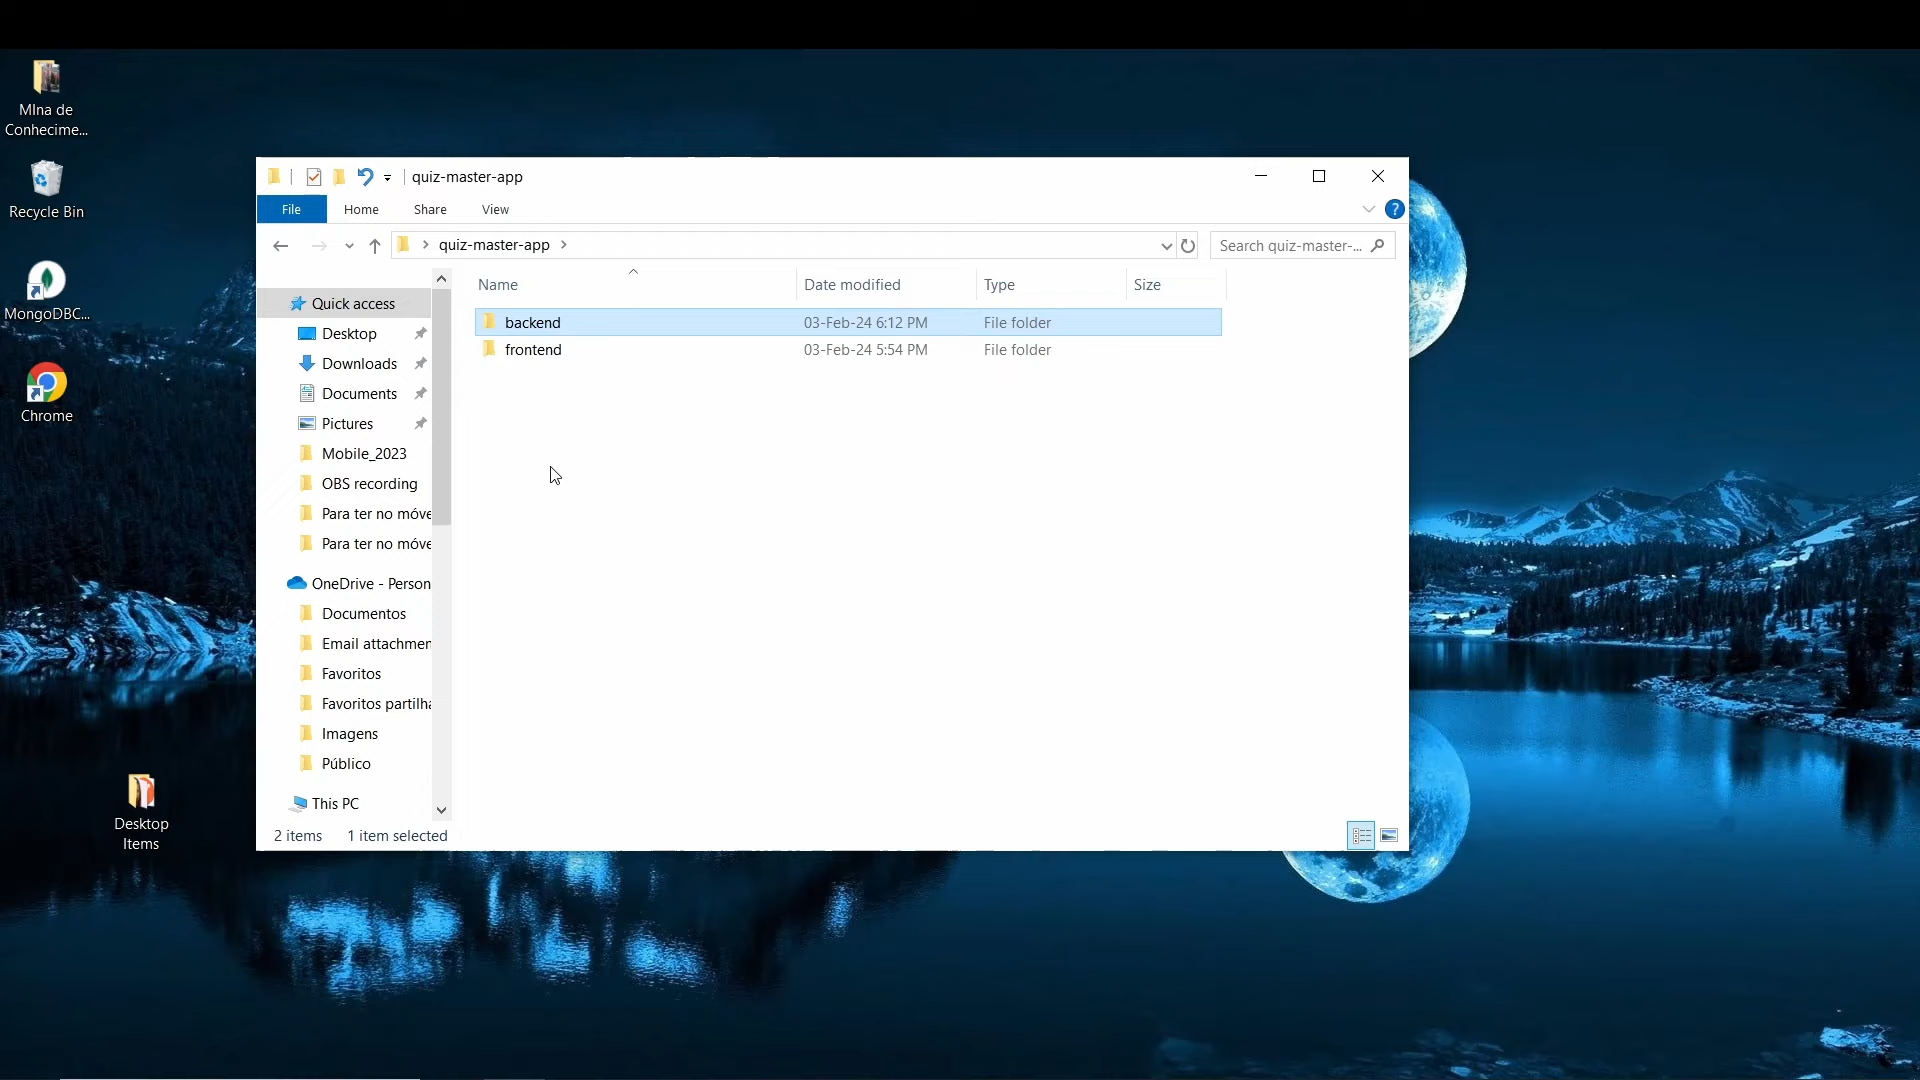 MIna de
Conhecime...
Recycle Bin
MongoDBC...
Chrome
Desktop
Items
quiz-master-app
File Home Share View
quiz-master-app
Search quiz-master-...
Name Date modified Type Size
backend 03-Feb-24 6:12 PM File folder
frontend 03-Feb-24 5:54 PM File folder
Quick access
Desktop
Downloads
Documents
Pictures
Mobile_2023
OBS recording
Para ter no móve
Para ter no móve
OneDrive - Person
Documentos
Email attachmen
Favoritos
Favoritos partilha
Imagens
Público
This PC
2 items 1 item selected